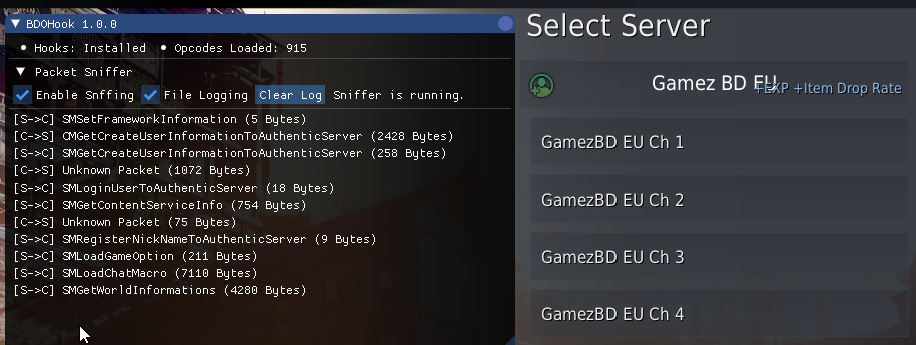 BDOHook 1.0.0
Hooks: Installed • Opcodes Loaded: 915
Packet Sniffer
Enable Snffing File Logging Clear Log Sniffer is running.
[S->C] SMSetFrameworkInformation (5 Bytes)
[C->S] CMGetCreateUserInformationToAuthenticServer (2428 Bytes)
[S->C] SMGetCreateUserInformationToAuthenticServer (258 Bytes)
[C->S] Unknown Packet (1072 Bytes)
[S->C] SMLoginUserToAuthenticServer (18 Bytes)
[S->C] SMGetContentServiceInfo (754 Bytes)
[C->S] Unknown Packet (75 Bytes)
[S->C] SMRegisterNickNameToAuthenticServer (9 Bytes)
[S->C] SMLoadGameOption (211 Bytes)
[S->C] SMLoadChatMacro (7110 Bytes)
[S->C] SMGetWorldInformations (4280 Bytes)
Select Server
Gamez BD EU
+EXP +Item Drop Rate
GamezBD EU Ch 1
GamezBD EU Ch 2
GamezBD EU Ch 3
GamezBD EU Ch 4